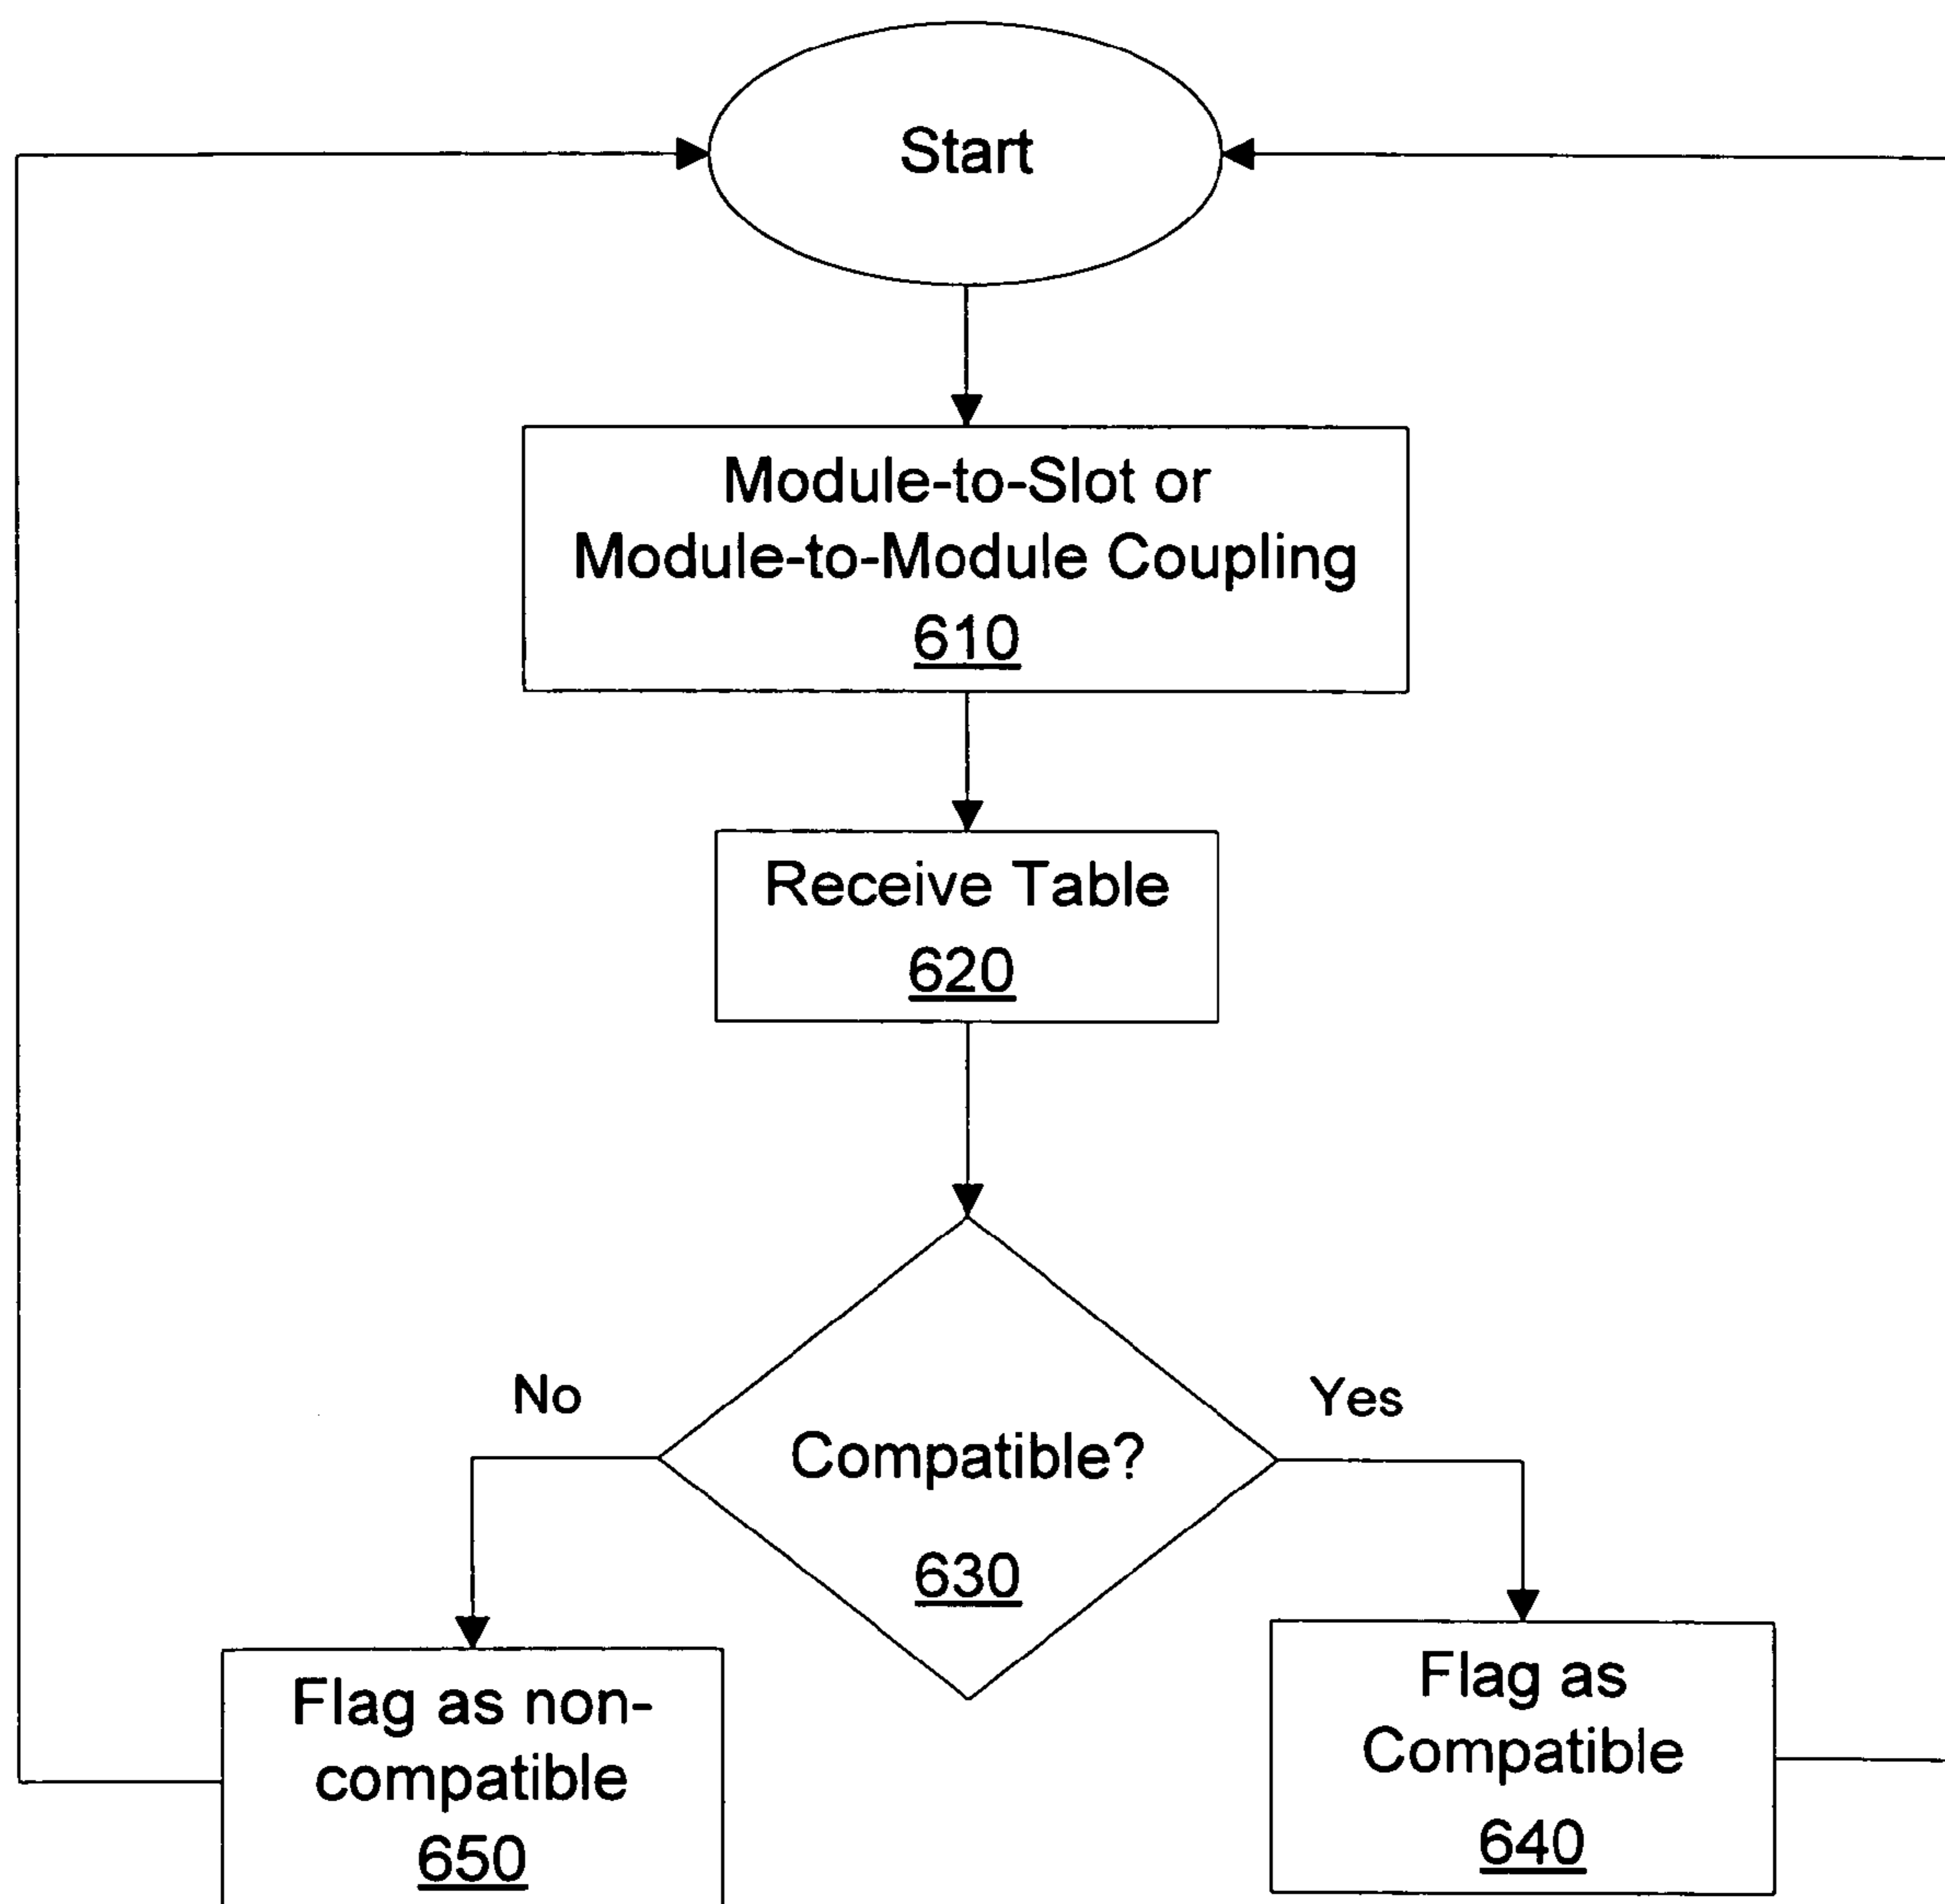 Start
Module-to-Slot or
Module-to-Module Coupling
610
Receive Table
620
No
Yes
Compatible?
630
Flag as non-
compatible
650
Flag as
Compatible
640